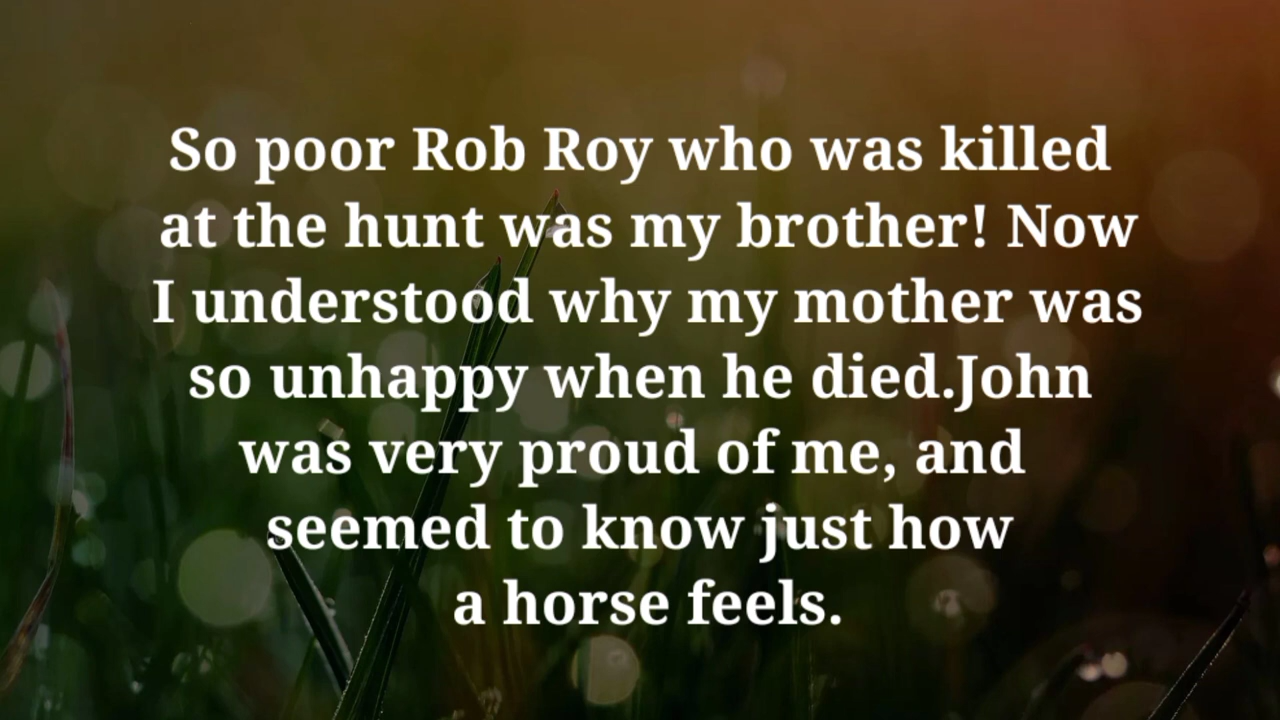 So poor Rob Roy who was killed
at the hunt was my brother! Now
I understood why my mother was
so unhappy when he died.John
was very proud of me, and
seemed to know just how
a horse feels.